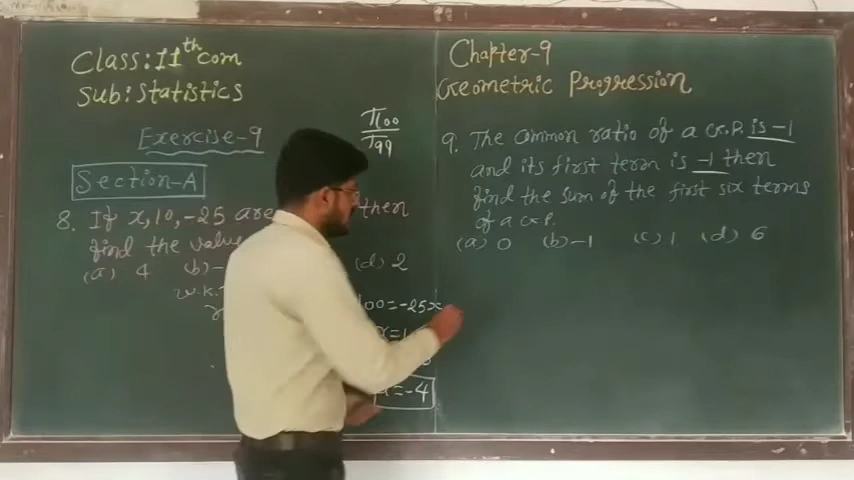 Class: 11th com
Sub: Statistics
Exercise-9
π100
π99
Section-A
8. If x, 10, -25 are then
find the value
(a) 4 (b) - (d) 2
w.k.
100 = -25x
= -4
Chapter-9
Geometric Progression
9. The Common ratio of a G.P. is -1
and its first term is -1 then
find the sum of the first six terms
of a G.P.
(a) 0 (b) -1 (c) 1 (d) 6